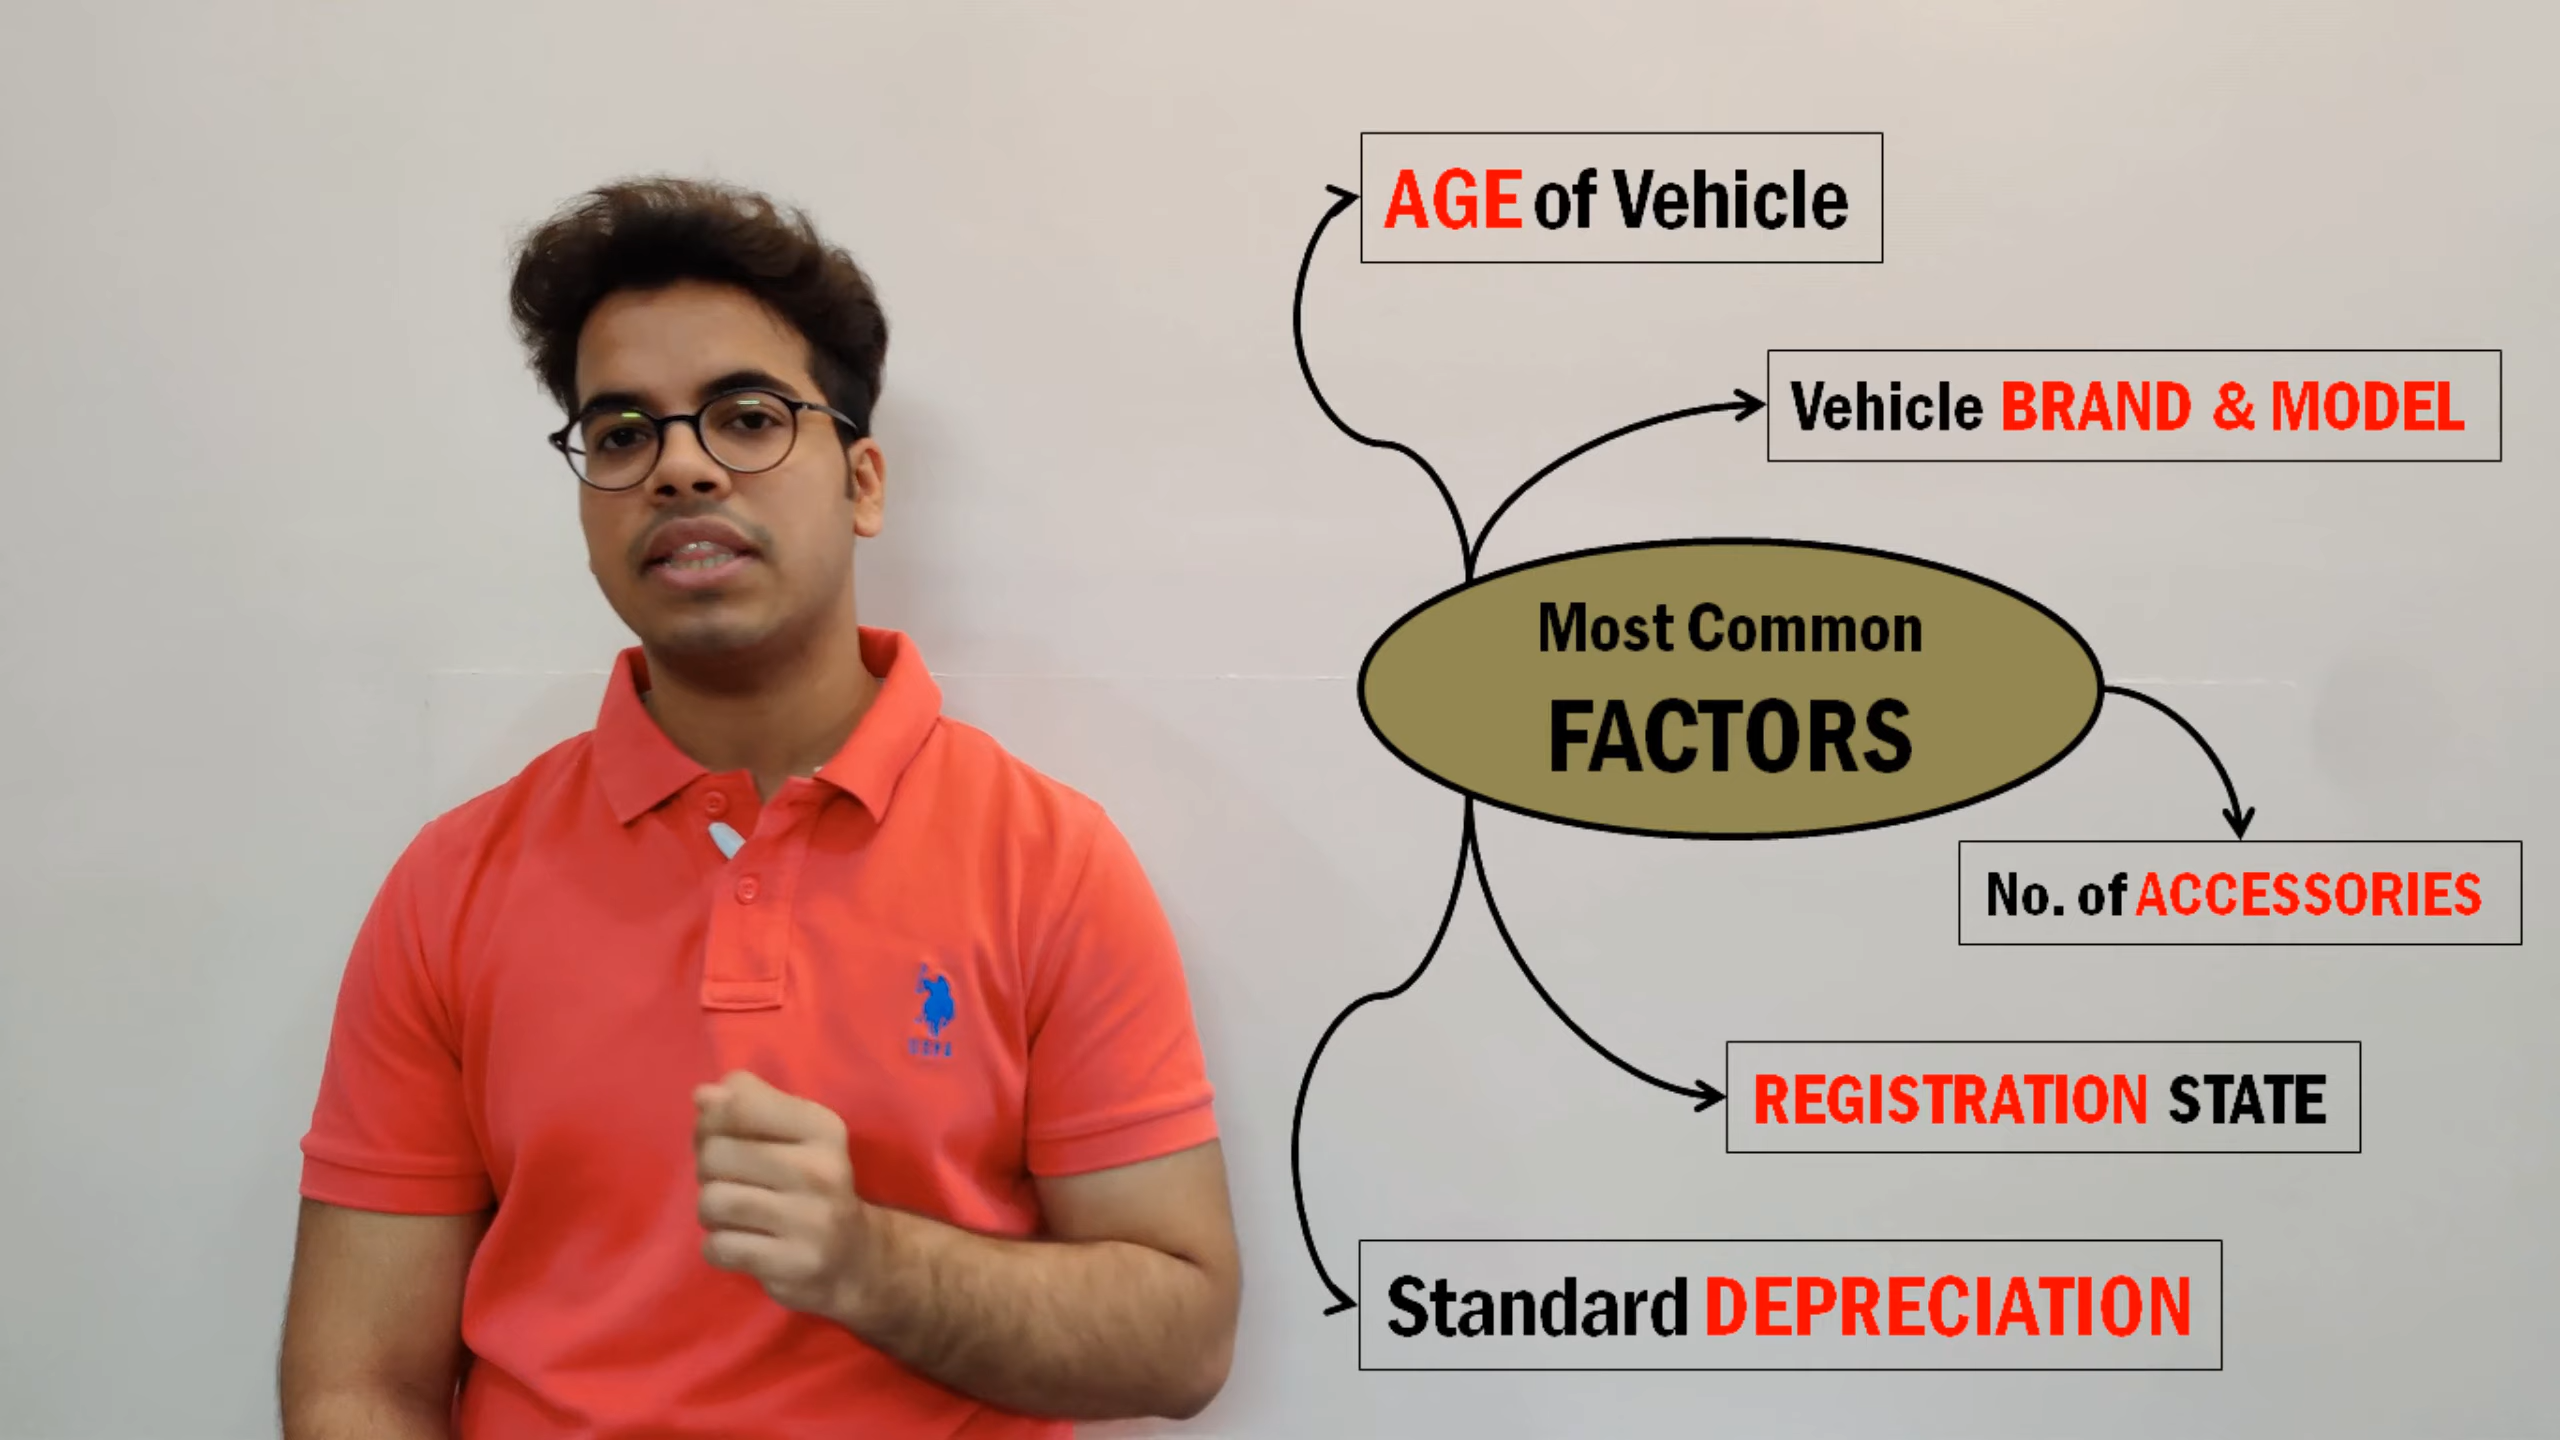 AGE of Vehicle
Vehicle BRAND & MODEL
Most Common
FACTORS
No. of ACCESSORIES
REGISTRATION STATE
Standard DEPRECIATION